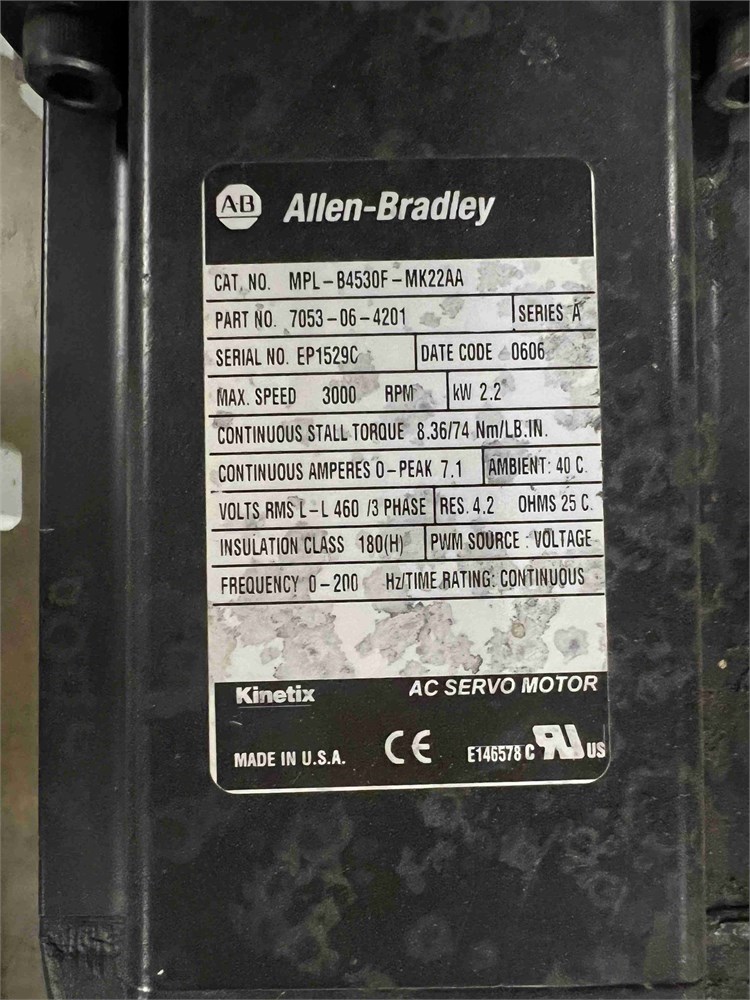 A·B Allen-Bradley
CAT. NO. MPL-B4530F-MK22AA
PART NO. 7053-06-4201 SERIES A
SERIAL NO. EP1529C DATE CODE 0606
MAX. SPEED 3000 RPM kW 2.2
CONTINUOUS STALL TORQUE 8.36/74 Nm/LB.IN.
CONTINUOUS AMPERES 0-PEAK 7.1 AMBIENT: 40 C.
VOLTS RMS L-L 460 /3 PHASE RES. 4.2 OHMS 25 C.
INSULATION CLASS 180(H) PWM SOURCE : VOLTAGE
FREQUENCY 0-200 Hz/TIME RATING: CONTINUOUS
Kinetix AC SERVO MOTOR
MADE IN U.S.A. CE E146578 C RU US